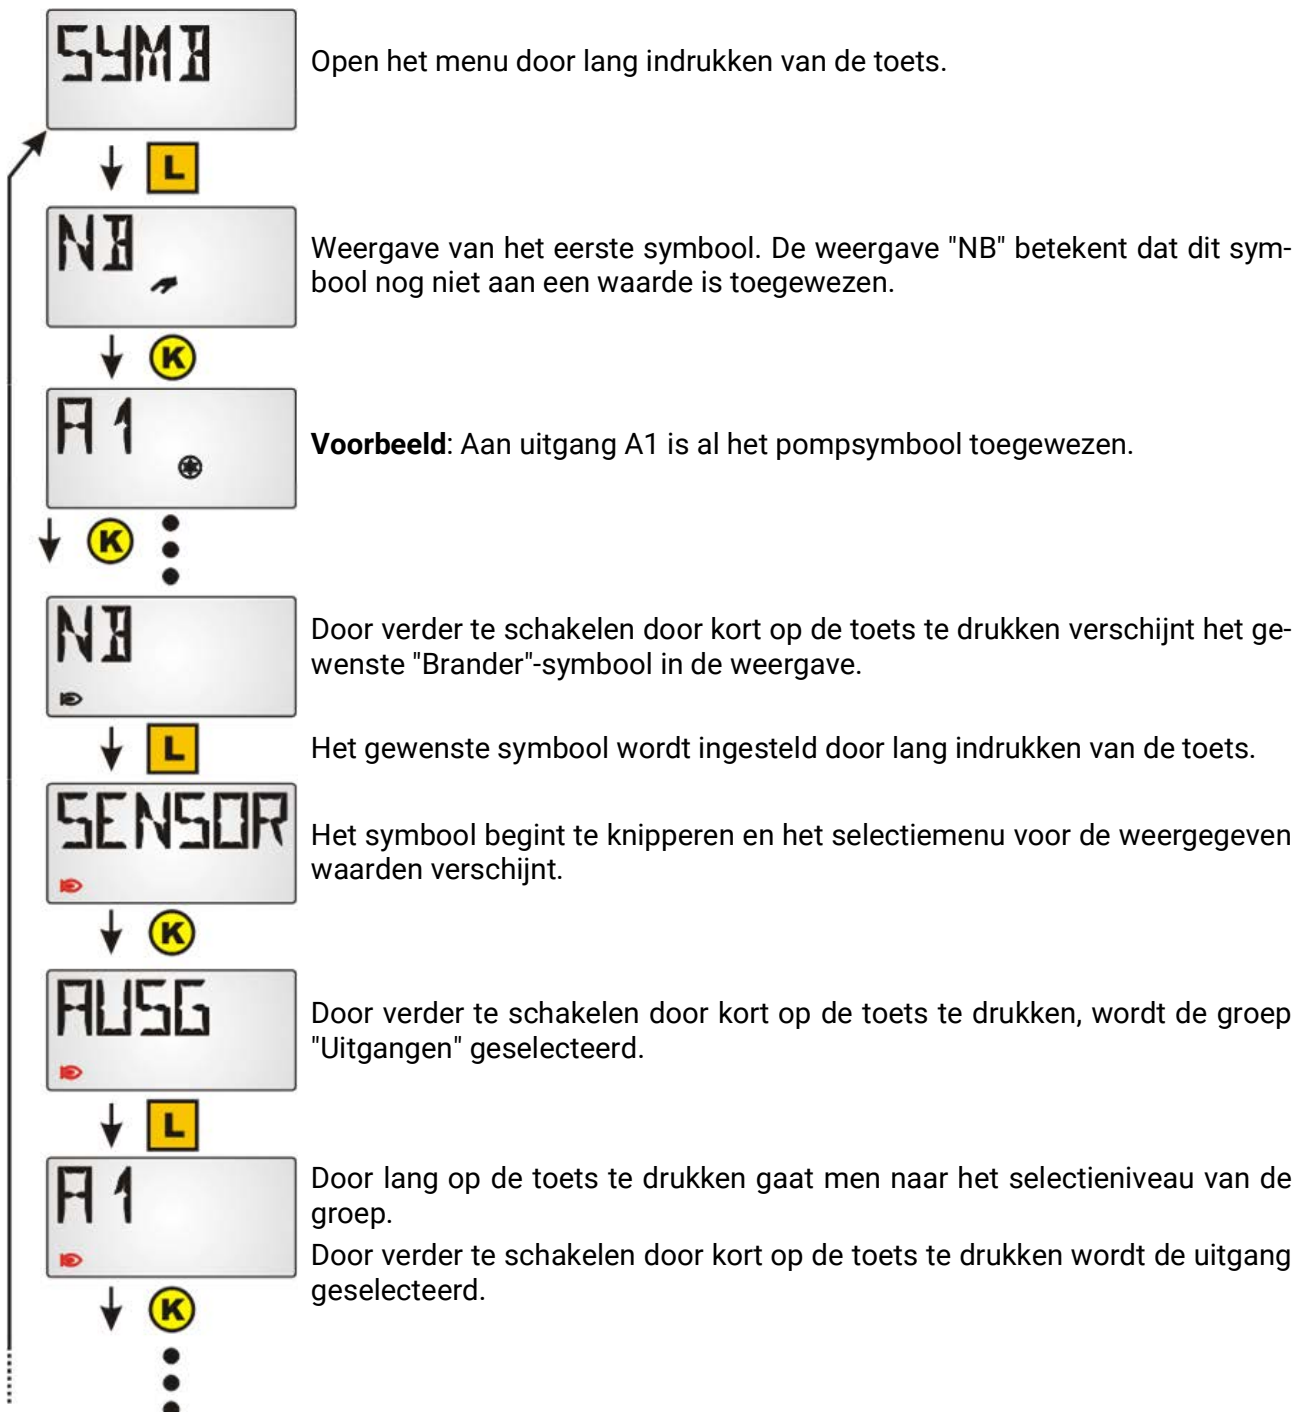 SYMB
Open het menu door lang indrukken van de toets.
L
NB
Weergave van het eerste symbool. De weergave "NB" betekent dat dit sym-
bool nog niet aan een waarde is toegewezen.
K
A1
Voorbeeld: Aan uitgang A1 is al het pompsymbool toegewezen.
K
NB
Door verder te schakelen door kort op de toets te drukken verschijnt het ge-
wenste "Brander"-symbool in de weergave.
L
Het gewenste symbool wordt ingesteld door lang indrukken van de toets.
SENSOR
Het symbool begint te knipperen en het selectiemenu voor de weergegeven
waarden verschijnt.
K
AUSG
Door verder te schakelen door kort op de toets te drukken, wordt de groep
"Uitgangen" geselecteerd.
L
A1
Door lang op de toets te drukken gaat men naar het selectieniveau van de
groep.
Door verder te schakelen door kort op de toets te drukken wordt de uitgang
geselecteerd.
K